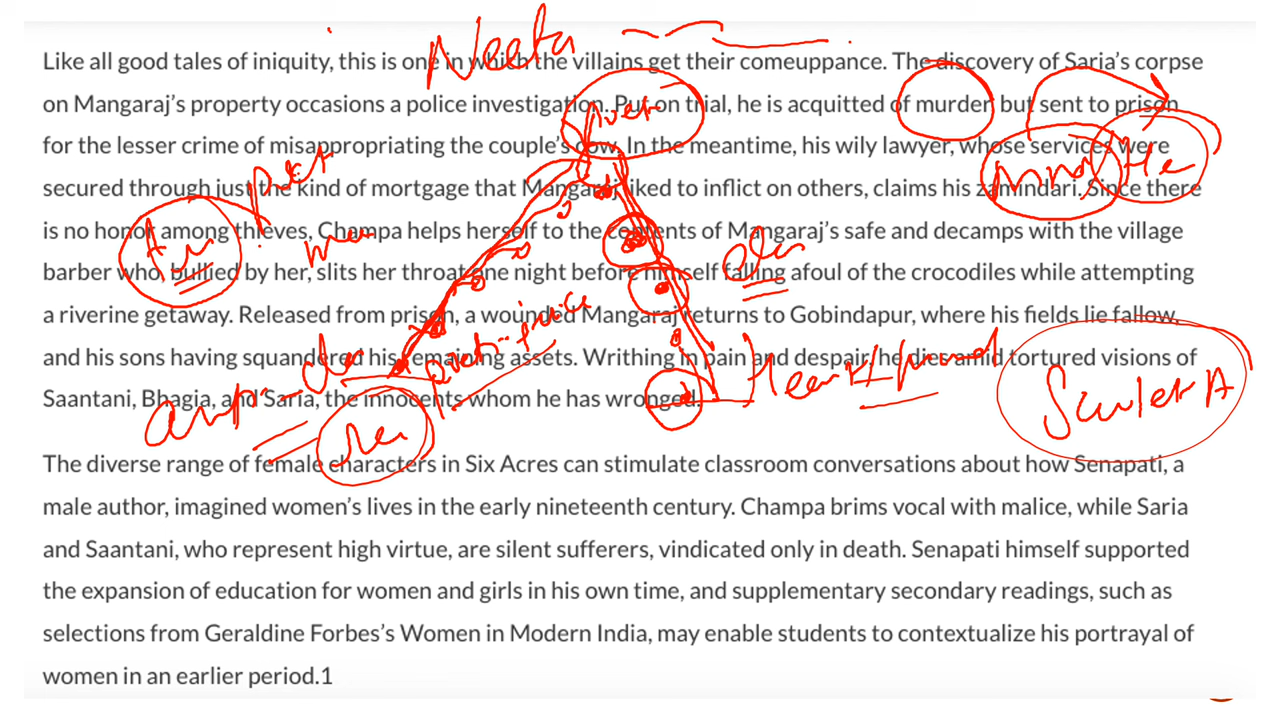 Neeta
Like all good tales of iniquity, this is one in which the villains get their comeuppance. The discovery of Saria’s corpse
on Mangaraj’s property occasions a police investigation. Put on trial, he is acquitted of murder but sent to prison
for the lesser crime of misappropriating the couple’s cow. In the meantime, his wily lawyer, whose services were
secured through just the kind of mortgage that Mangaraj liked to inflict on others, claims his zamindari. Since there
is no honor among thieves, Champa helps herself to the contents of Mangaraj’s safe and decamps with the village
barber who, bullied by her, slits her throat one night before himself falling afoul of the crocodiles while attempting
a riverine getaway. Released from prison, a wounded Mangaraj returns to Gobindapur, where his fields lie fallow,
and his sons having squandered his remaining assets. Writhing in pain and despair, he dies amid tortured visions of
Saantani, Bhagia, and Saria, the innocents whom he has wronged.
He
Scarlet A
The diverse range of female characters in Six Acres can stimulate classroom conversations about how Senapati, a
male author, imagined women’s lives in the early nineteenth century. Champa brims vocal with malice, while Saria
and Saantani, who represent high virtue, are silent sufferers, vindicated only in death. Senapati himself supported
the expansion of education for women and girls in his own time, and supplementary secondary readings, such as
selections from Geraldine Forbes’s Women in Modern India, may enable students to contextualize his portrayal of
women in an earlier period.1